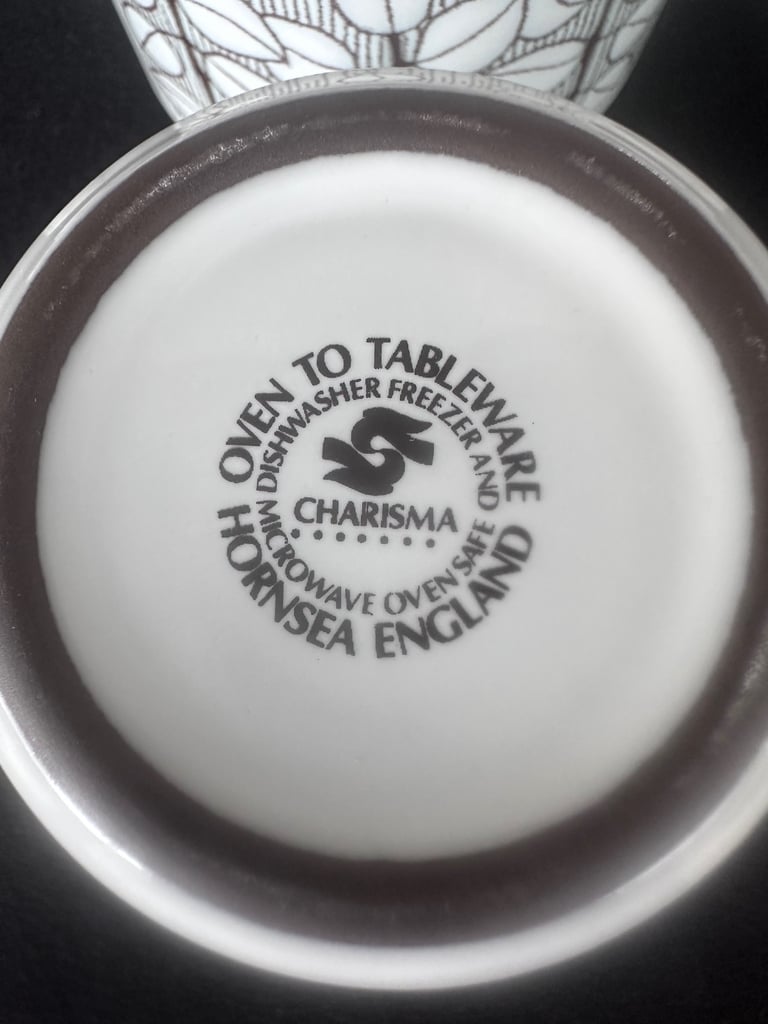 OVEN TO TABLEWARE
DISHWASHER FREEZER AND
CHARISMA
MICROWAVE OVEN SAFE
HORNSEA ENGLAND